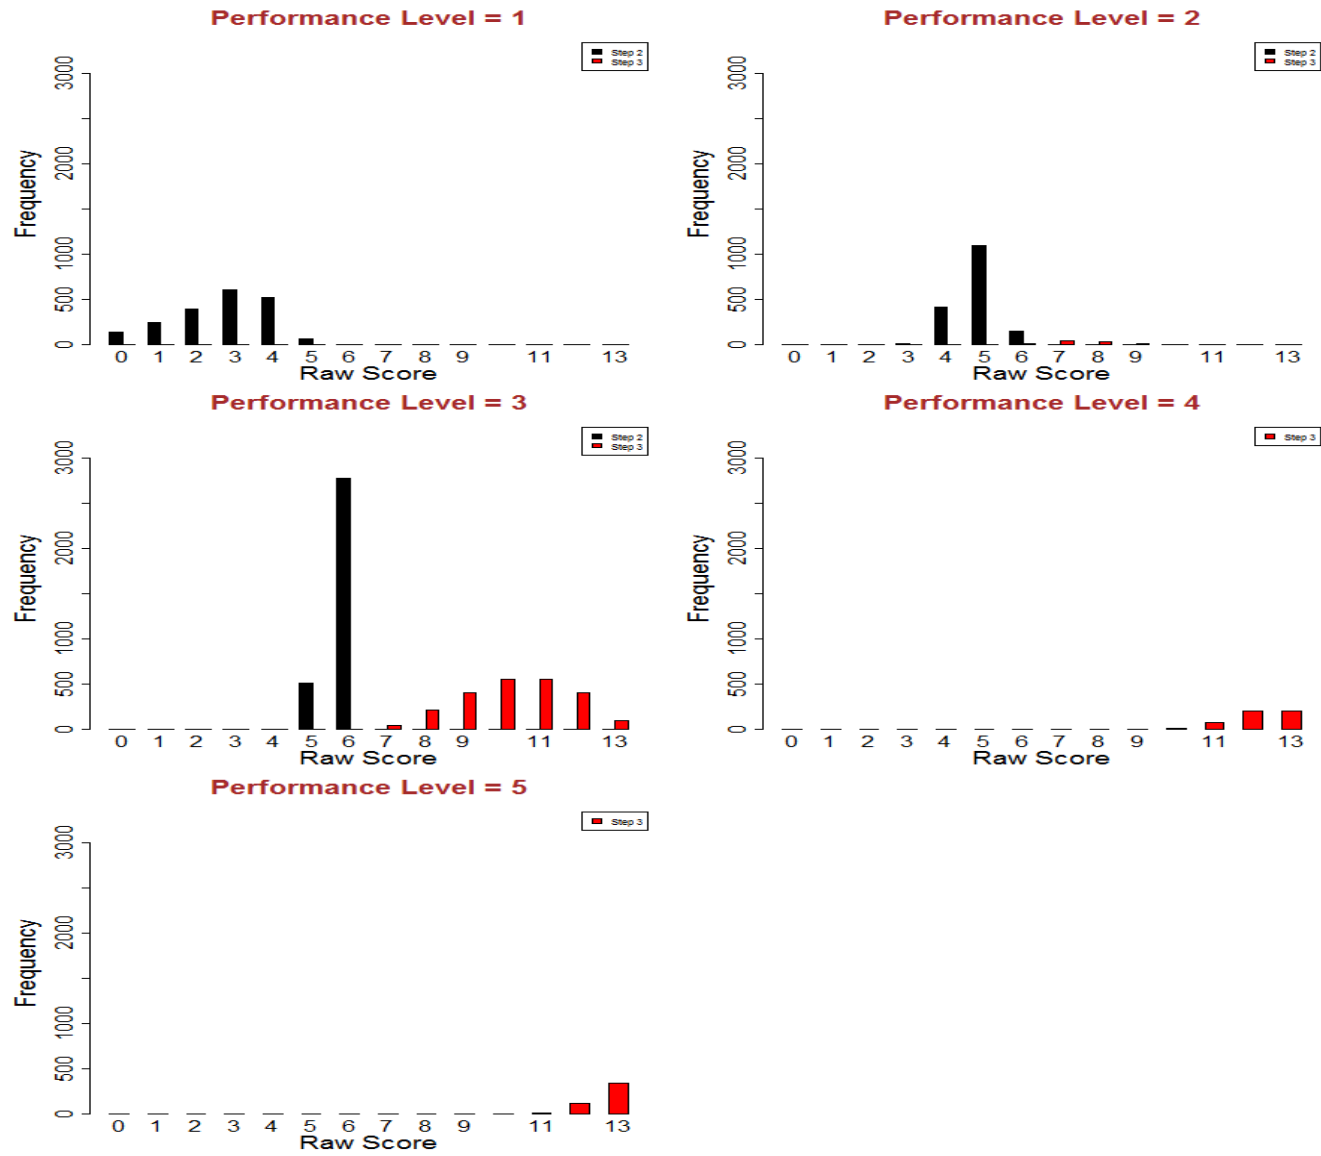 Performance Level = 1
Step 2
Step 3
3000
2000
1000
500
0
Frequency
0 1 2 3 4 5 6 7 8 9 11 13
Raw Score
Performance Level = 2
Step 2
Step 3
3000
2000
1000
500
0
Frequency
0 1 2 3 4 5 6 7 8 9 11 13
Raw Score
Performance Level = 3
Step 2
Step 3
3000
2000
1000
500
0
Frequency
0 1 2 3 4 5 6 7 8 9 11 13
Raw Score
Performance Level = 4
Step 3
3000
2000
1000
500
0
Frequency
0 1 2 3 4 5 6 7 8 9 11 13
Raw Score
Performance Level = 5
Step 3
3000
2000
1000
500
0
Frequency
0 1 2 3 4 5 6 7 8 9 11 13
Raw Score